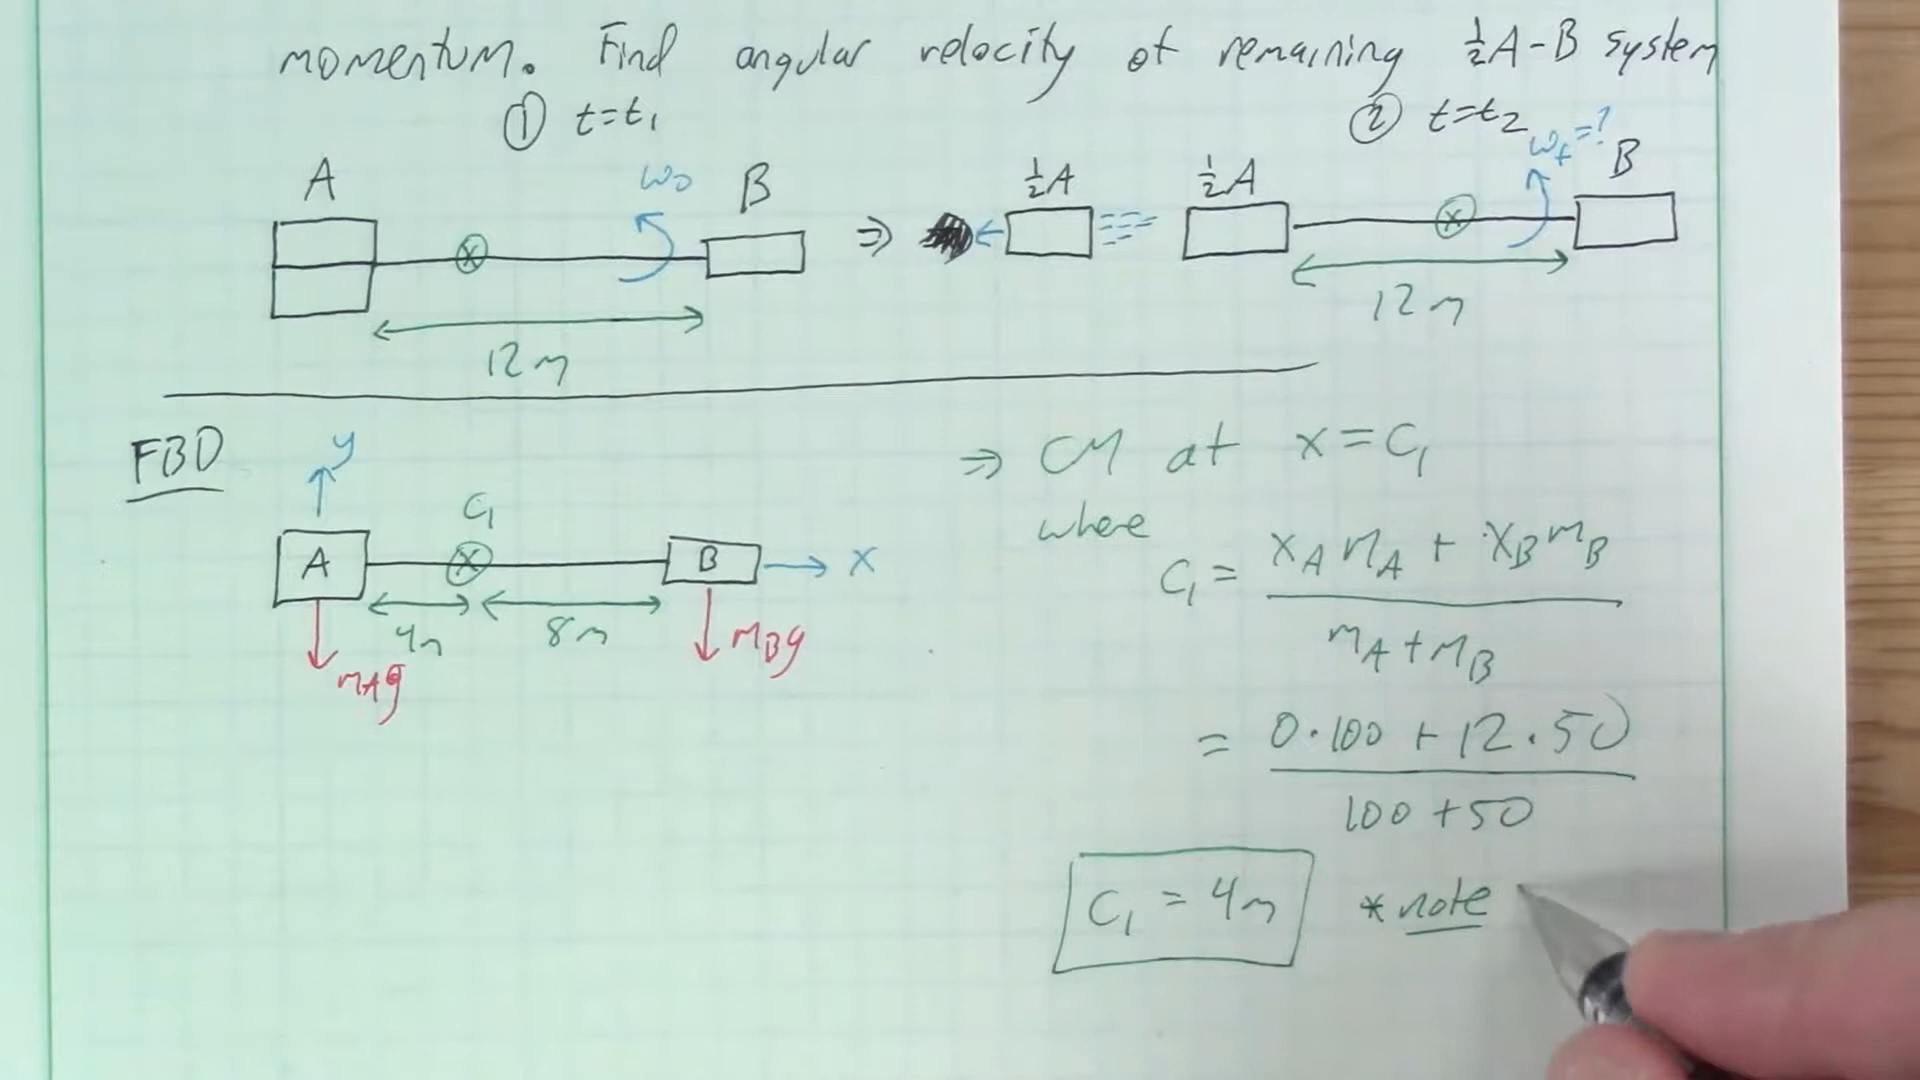 momentum. Find angular velocity of remaining ½A-B system
① t=t₁
② t=t₂
A
ω₀
B
½A
½A
ω_f=?
B
⇒
12m
12m
FBD
y
C₁
A
B
x
4m
8m
m_Ag
m_Bg
⇒ CM at x=C₁
where
C₁ = (x_A m_A + x_B m_B) / (m_A+m_B)
= (0·100 + 12·50) / (100+50)
C₁ = 4m
* note